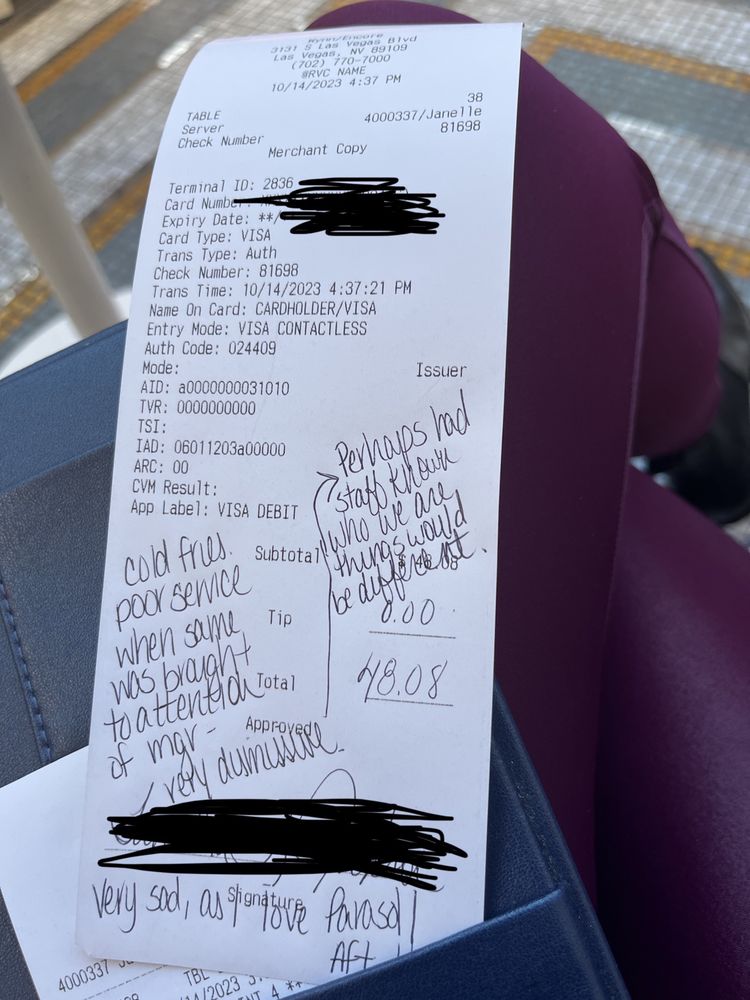 Wynn/Encore
3131 S Las Vegas Blvd
Las Vegas, NV 89109
(702) 770-7000
@RVC NAME
10/14/2023 4:37 PM
TABLE 38
Server 4000337/Janelle
Check Number 81698
Merchant Copy
Terminal ID: 2836
Card Number:
Expiry Date: **/
Card Type: VISA
Trans Type: Auth
Check Number: 81698
Trans Time: 10/14/2023 4:37:21 PM
Name On Card: CARDHOLDER/VISA
Entry Mode: VISA CONTACTLESS
Auth Code: 024409
Mode: Issuer
AID: a0000000031010
TVR: 0000000000
TSI:
IAD: 06011203a00000
ARC: 00
CVM Result:
App Label: VISA DEBIT
Perhaps had
staff known
who we are
things would
be different.
Subtotal
Tip 0.00
Total 48.08
Approved
cold fries.
poor service
when same
was brought
to attention
of mgr -
very dismissive.
Signature
very sad, as I love Parasol
Aft
4000337
TBL